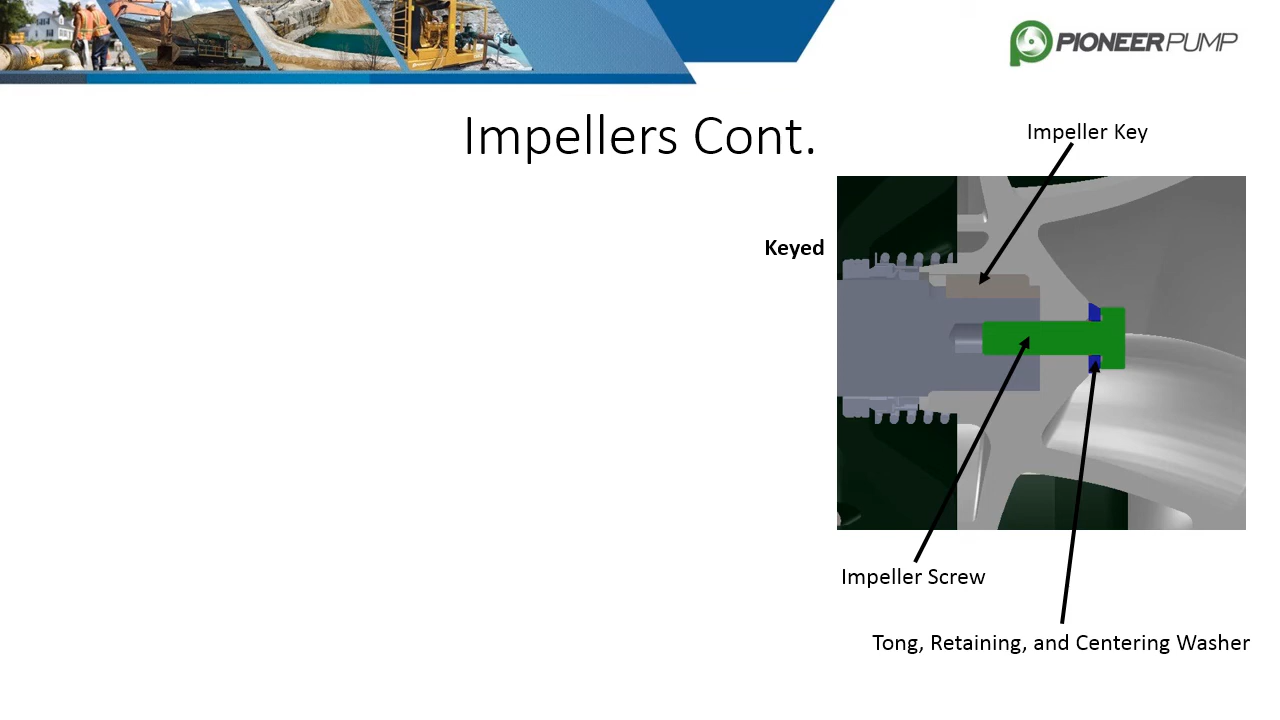 PIONEERPUMP
Impellers Cont.
Impeller Key
Keyed
Impeller Screw
Tong, Retaining, and Centering Washer